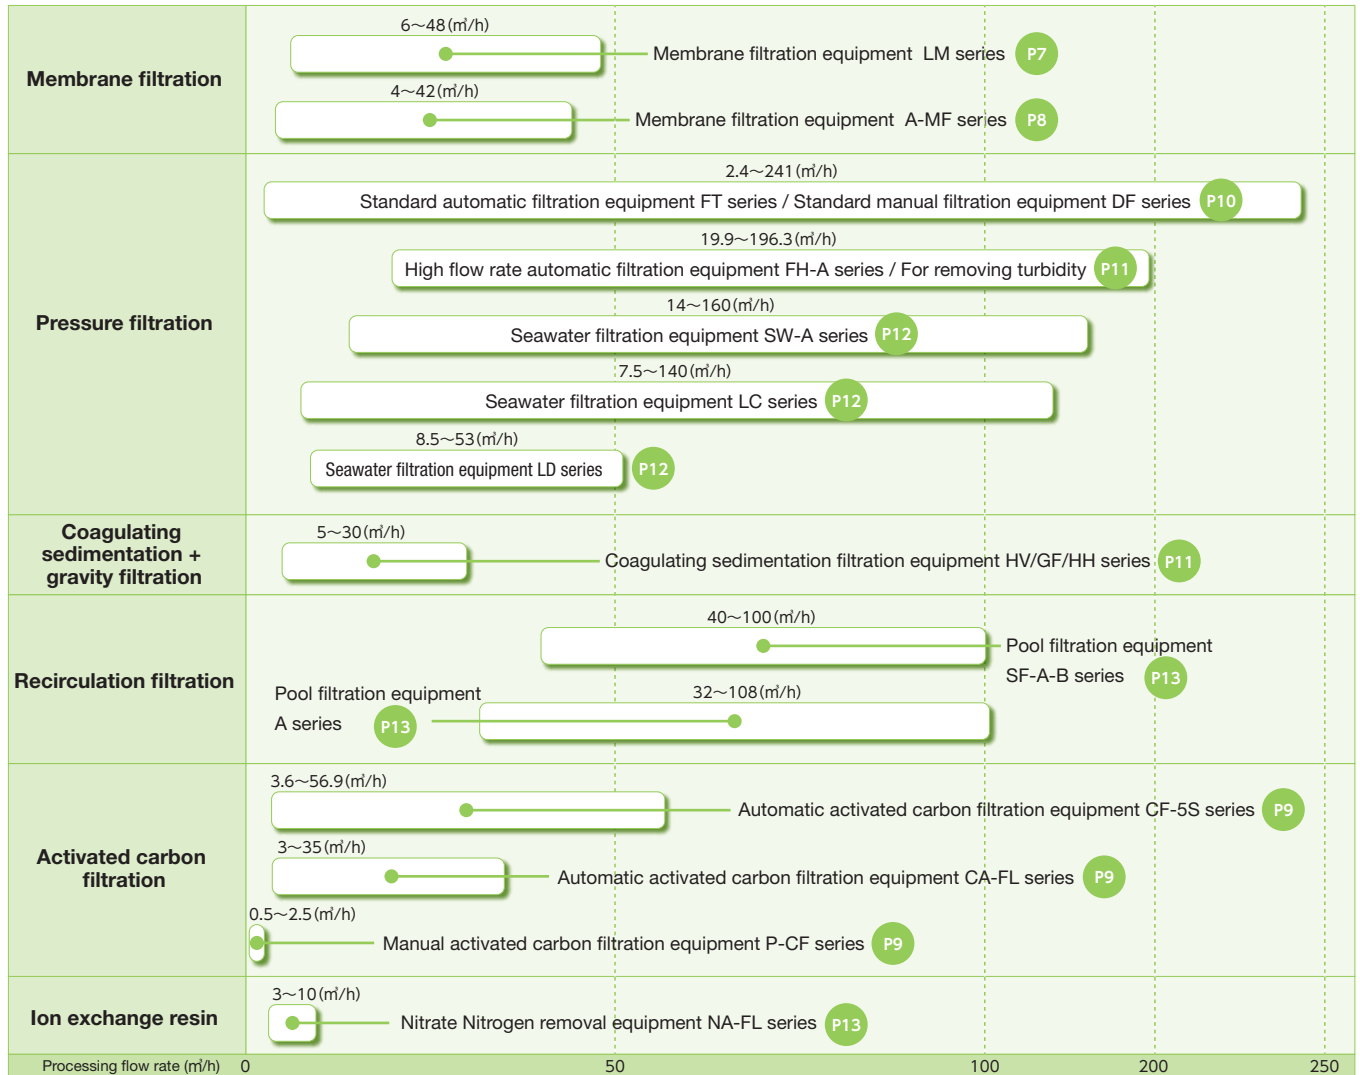 Membrane filtration
6～48(㎥/h)
Membrane filtration equipment LM series P7
4～42(㎥/h)
Membrane filtration equipment A-MF series P8
Pressure filtration
2.4～241(㎥/h)
Standard automatic filtration equipment FT series / Standard manual filtration equipment DF series P10
19.9～196.3(㎥/h)
High flow rate automatic filtration equipment FH-A series / For removing turbidity P11
14～160(㎥/h)
Seawater filtration equipment SW-A series P12
7.5～140(㎥/h)
Seawater filtration equipment LC series P12
8.5～53(㎥/h)
Seawater filtration equipment LD series P12
Coagulating
sedimentation +
gravity filtration
5～30(㎥/h)
Coagulating sedimentation filtration equipment HV/GF/HH series P11
Recirculation filtration
40～100(㎥/h)
Pool filtration equipment
SF-A-B series P13
32～108(㎥/h)
Pool filtration equipment
A series P13
Activated carbon
filtration
3.6～56.9(㎥/h)
Automatic activated carbon filtration equipment CF-5S series P9
3～35(㎥/h)
Automatic activated carbon filtration equipment CA-FL series P9
0.5～2.5(㎥/h)
Manual activated carbon filtration equipment P-CF series P9
Ion exchange resin
3～10(㎥/h)
Nitrate Nitrogen removal equipment NA-FL series P13
Processing flow rate (㎥/h) 0 50 100 200 250